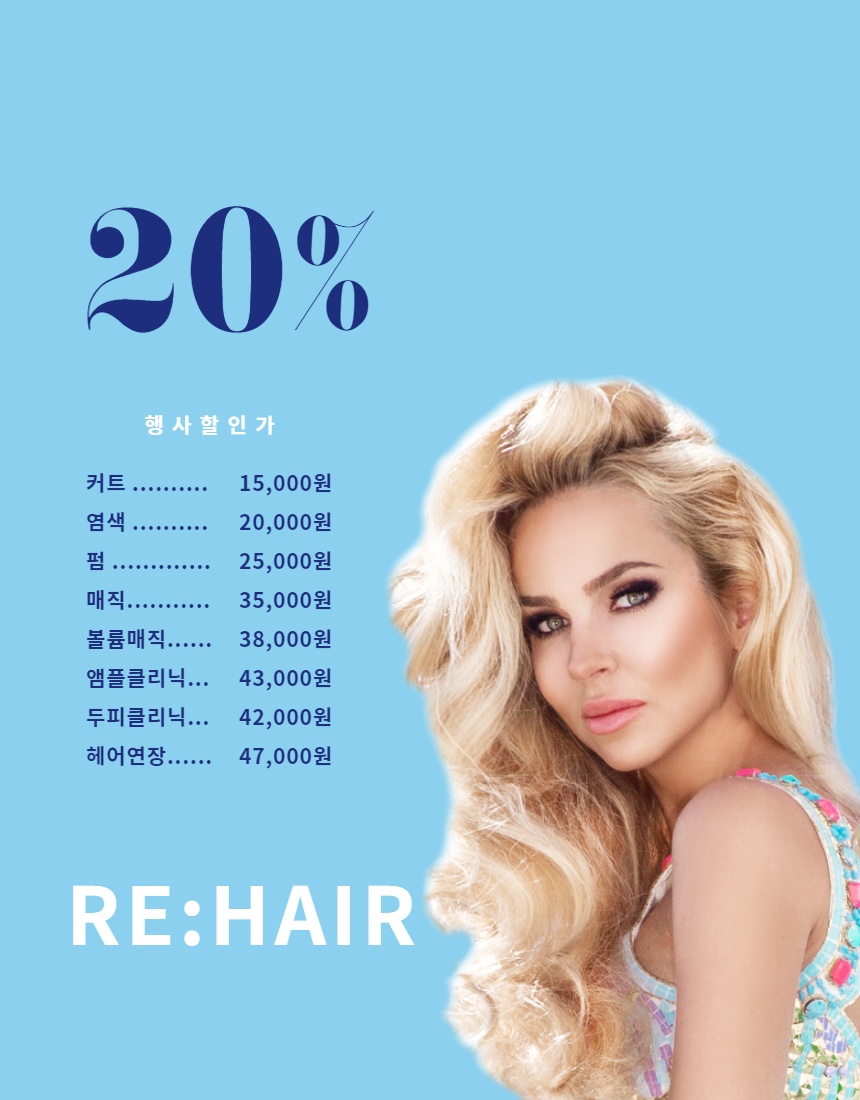 20%
행사할인가
커트 .......... 15,000원
염색 .......... 20,000원
펌 ............. 25,000원
매직........... 35,000원
볼륨매직...... 38,000원
앰플클리닉... 43,000원
두피클리닉... 42,000원
헤어연장...... 47,000원
RE:HAIR